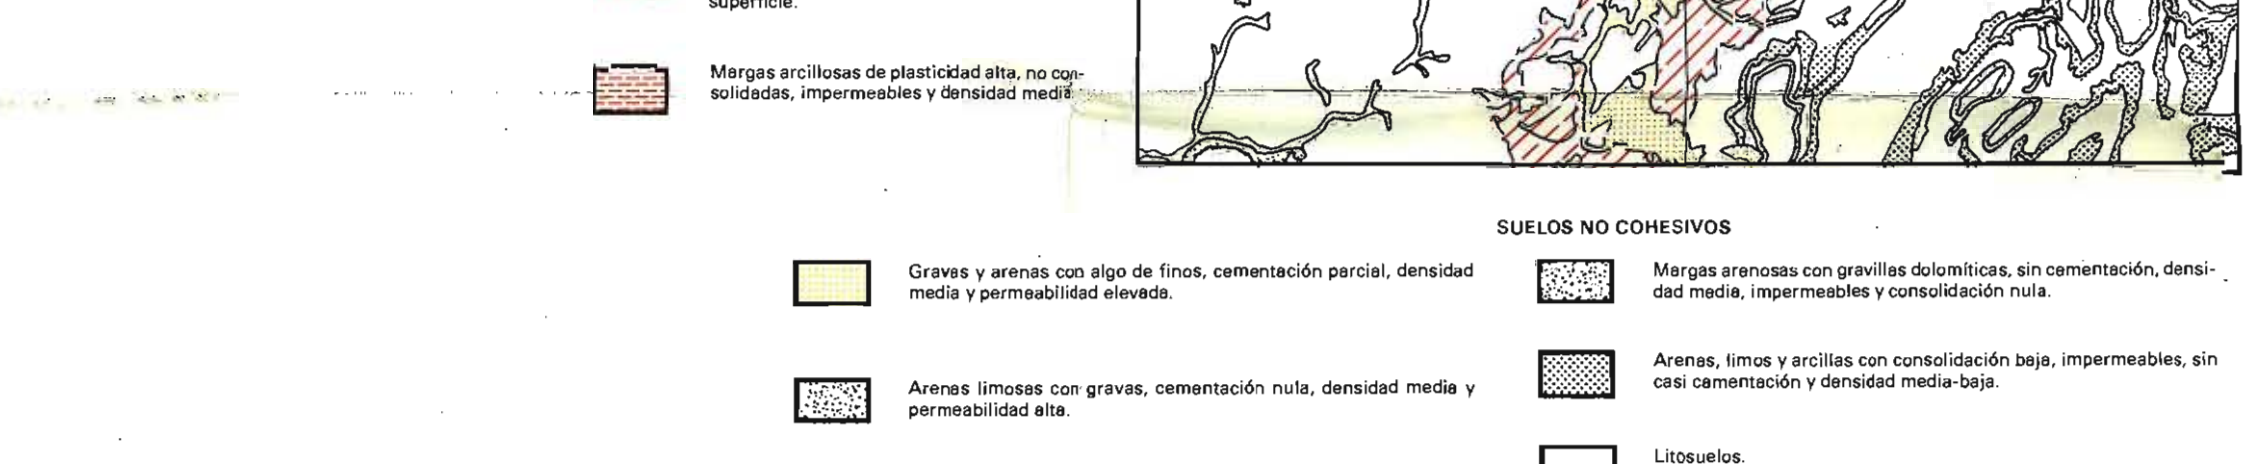 superficie.
Margas arcillosas de plasticidad alta, no con-
solidadas, impermeables y densidad media.
SUELOS NO COHESIVOS
Gravas y arenas con algo de finos, cementación parcial, densidad
media y permeabilidad elevada.
Arenas limosas con gravas, cementación nula, densidad media y
permeabilidad alta.
Margas arenosas con gravillas dolomíticas, sin cementación, densi-
dad media, impermeables y consolidación nula.
Arenas, limos y arcillas con consolidación baja, impermeables, sin
casi cementación y densidad media-baja.
Litosuelos.